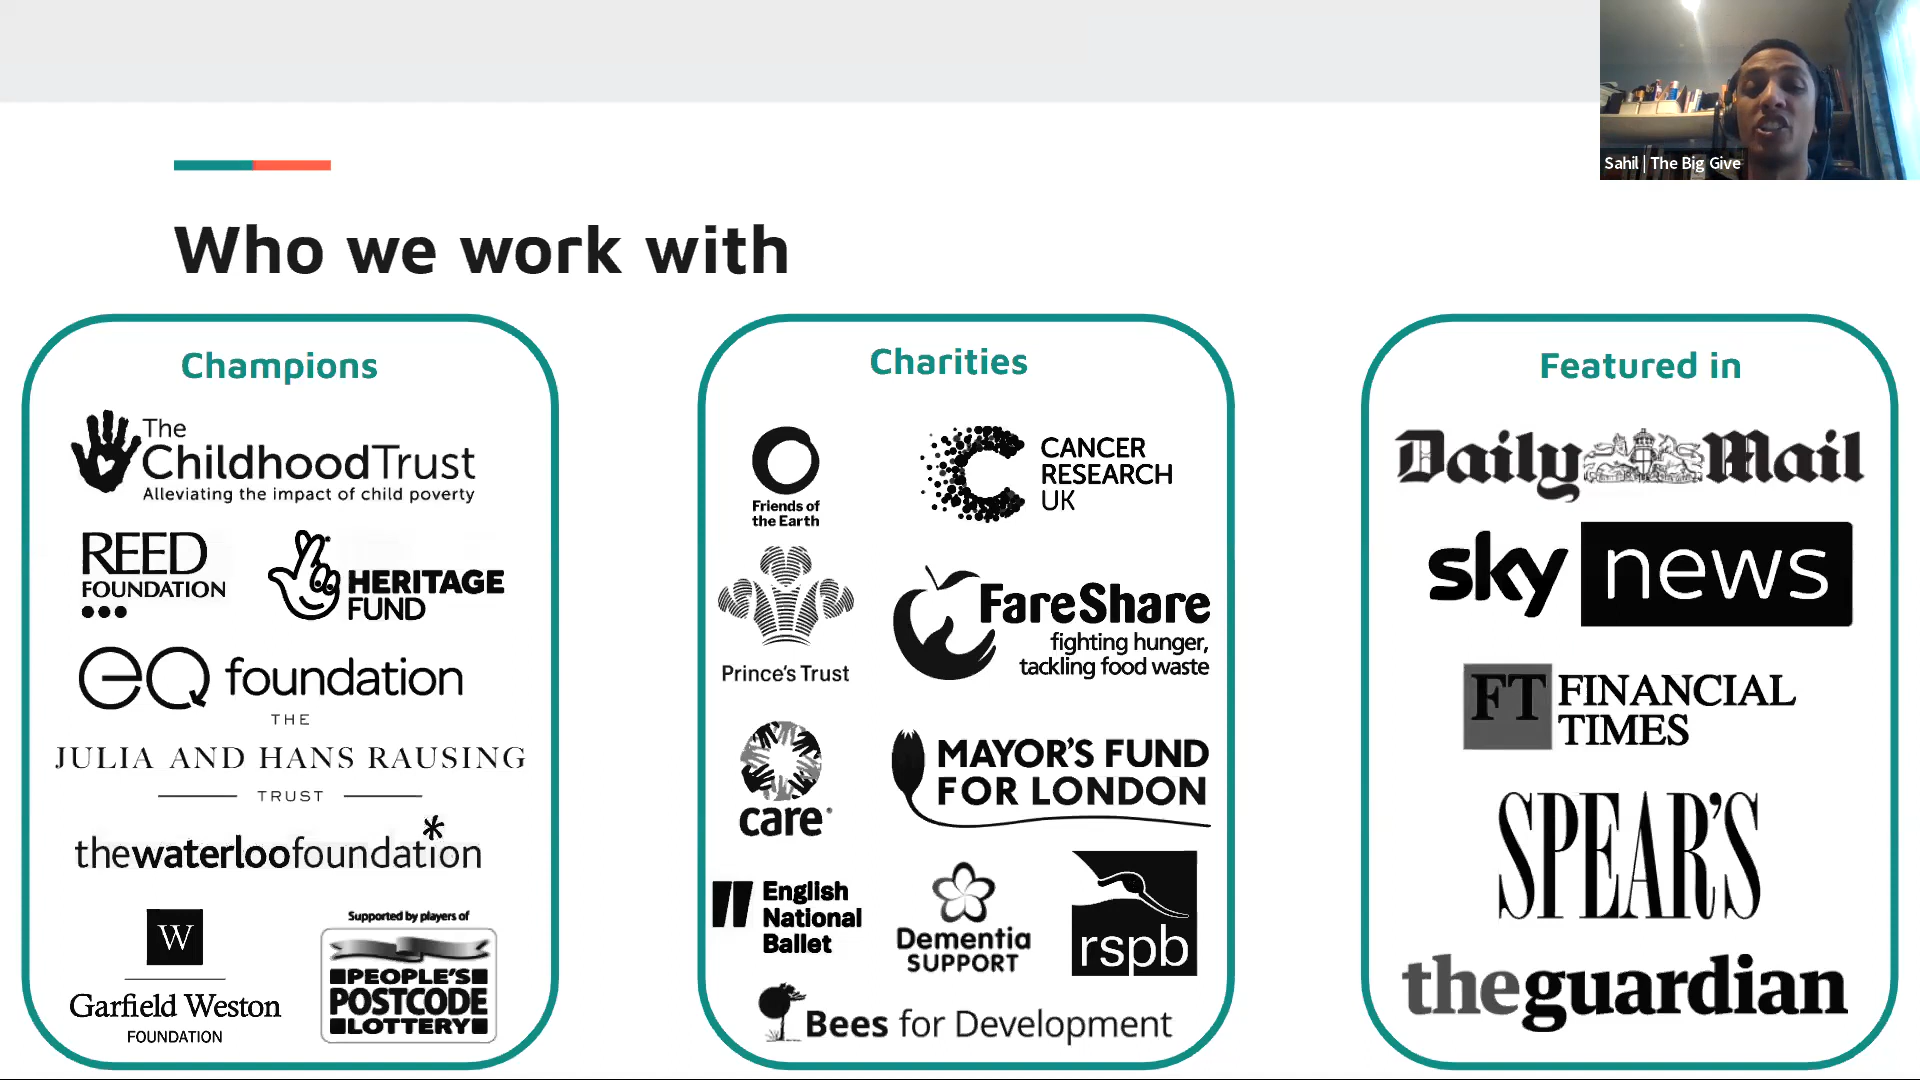 Sahil | The Big Give
Who we work with
Champions
The
ChildhoodTrust
Alleviating the impact of child poverty
REED
FOUNDATION
HERITAGE
FUND
eQ foundation
THE
JULIA AND HANS RAUSING
TRUST
thewaterloofoundation
W
Garfield Weston
FOUNDATION
Supported by players of
PEOPLE'S
POSTCODE
LOTTERY
Charities
Friends of
the Earth
CANCER
RESEARCH
UK
Prince's Trust
FareShare
fighting hunger,
tackling food waste
care
MAYOR'S FUND
FOR LONDON
English
National
Ballet
Dementia
SUPPORT
rspb
Bees for Development
Featured in
Daily Mail
sky news
FT FINANCIAL
TIMES
SPEAR'S
theguardian